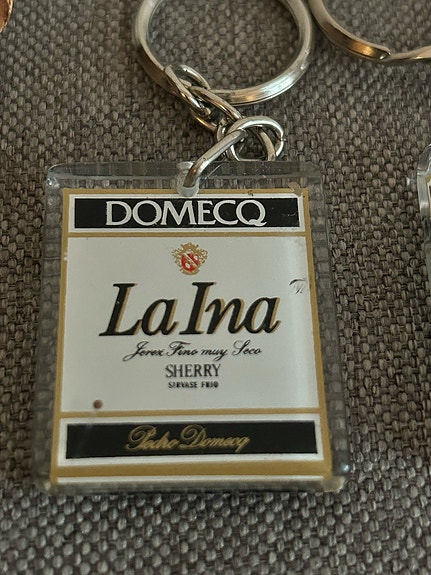 DOMECQ
La Ina
Jerez Fino muy Seco
SHERRY
SIRVASE FRIO
Pedro Domecq